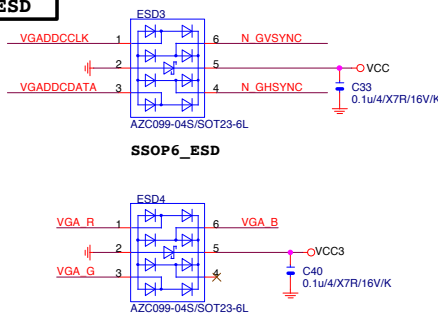 ESD
ESD3
VGADDCCLK 1 6 N_GVSYNC
2 5 VCC
VGADDCDATA 3 4 N_GHSYNC
C33
0.1u/4/X7R/16V/K
AZC099-04S/SOT23-6L
SSOP6_ESD
ESD4
VGA_R 1 6 VGA_B
2 5 VCC3
VGA_G 3 4
C40
0.1u/4/X7R/16V/K
AZC099-04S/SOT23-6L